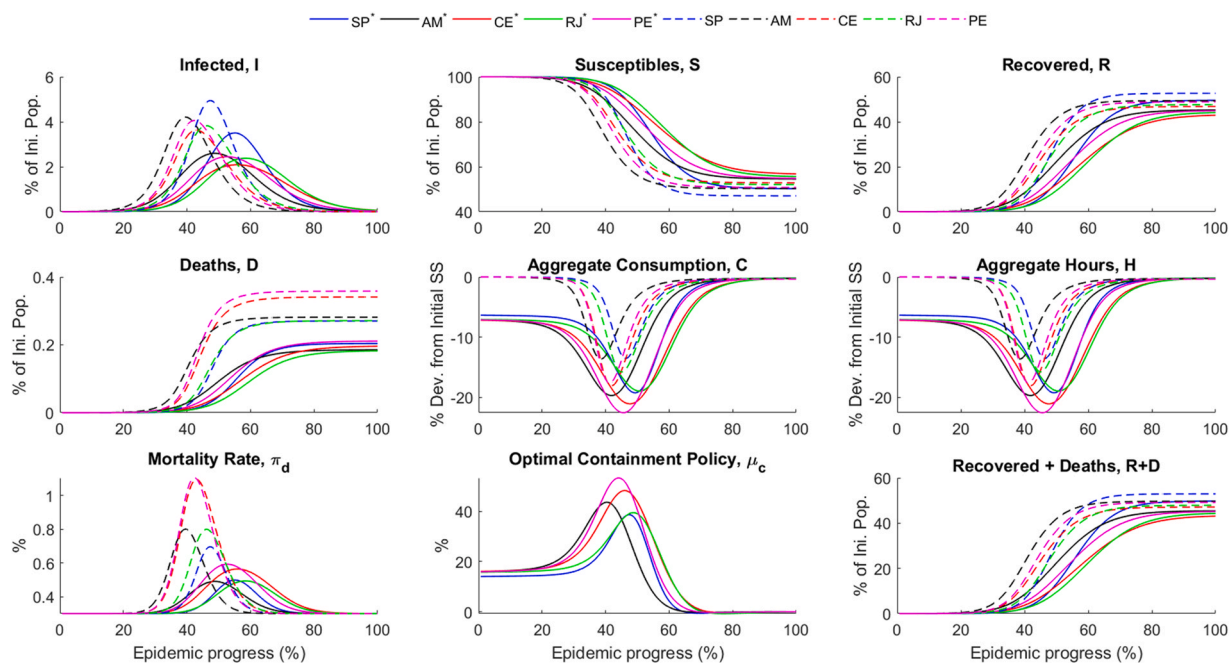 SP* AM* CE* RJ* PE* SP AM CE RJ PE
Infected, I
% of Ini. Pop.
6
4
2
0
0 20 40 60 80 100
Susceptibles, S
% of Ini. Pop.
100
80
60
40
0 20 40 60 80 100
Recovered, R
% of Ini. Pop.
60
40
20
0
0 20 40 60 80 100
Deaths, D
% of Ini. Pop.
0.4
0.2
0
0 20 40 60 80 100
Aggregate Consumption, C
% Dev. from Initial SS
0
-10
-20
0 20 40 60 80 100
Aggregate Hours, H
% Dev. from Initial SS
0
-10
-20
0 20 40 60 80 100
Mortality Rate, π_d
%
1
0.8
0.6
0.4
0 20 40 60 80 100
Epidemic progress (%)
Optimal Containment Policy, μ_c
%
40
20
0
0 20 40 60 80 100
Epidemic progress (%)
Recovered + Deaths, R+D
% of Ini. Pop.
60
40
20
0
0 20 40 60 80 100
Epidemic progress (%)